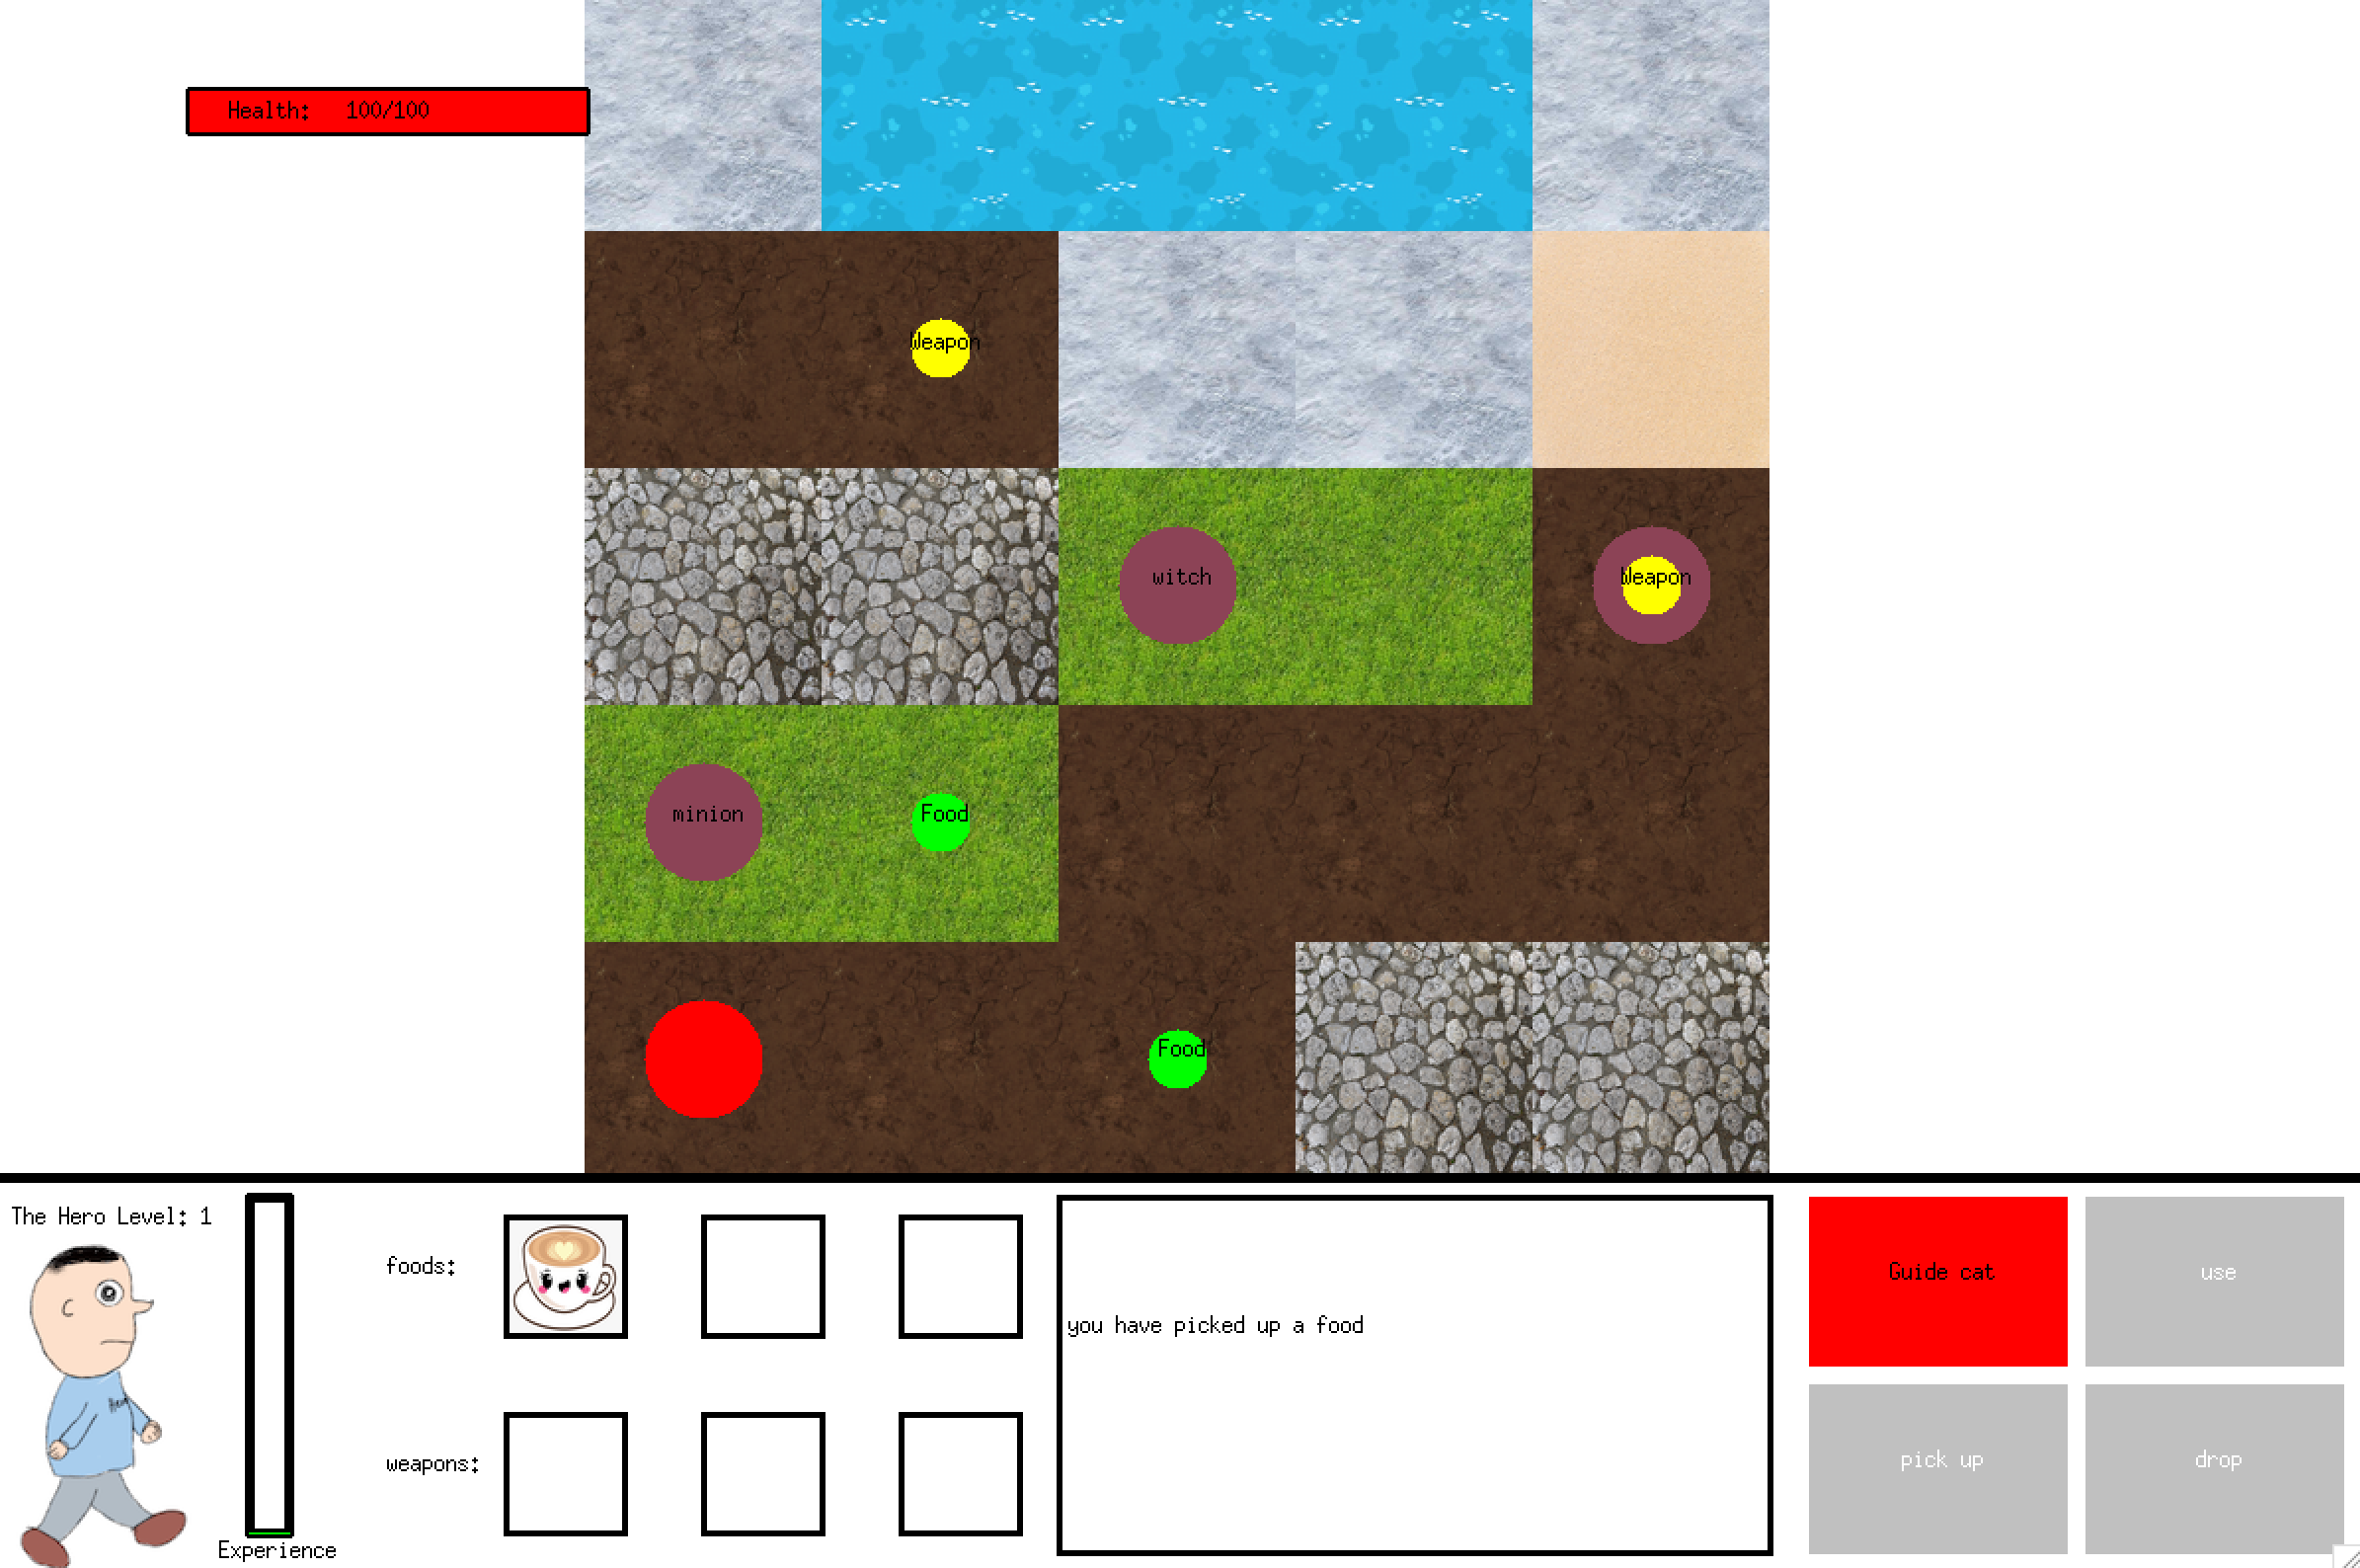 Health: 100/100
Weapon
witch
Weapon
minion
Food
Food
The Hero Level: 1
foods:
you have picked up a food
weapons:
Experience
Guide cat
use
pick up
drop